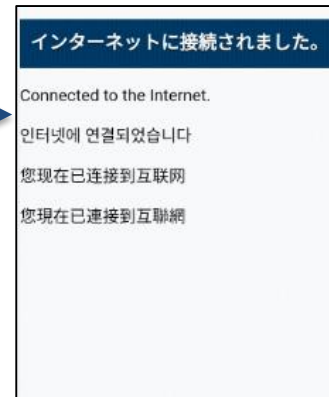 インターネットに接続されました。
Connected to the Internet.
인터넷에 연결되었습니다
您现在已连接到互联网
您現在已連接到互聯網